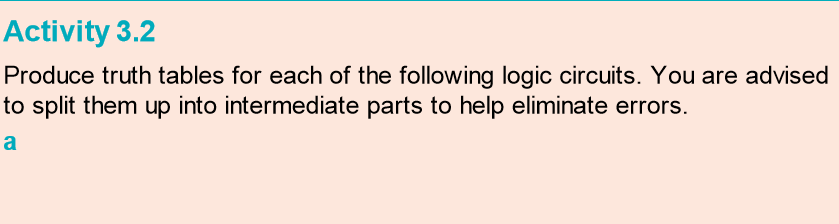 Activity 3.2
Produce truth tables for each of the following logic circuits. You are advised
to split them up into intermediate parts to help eliminate errors.
a